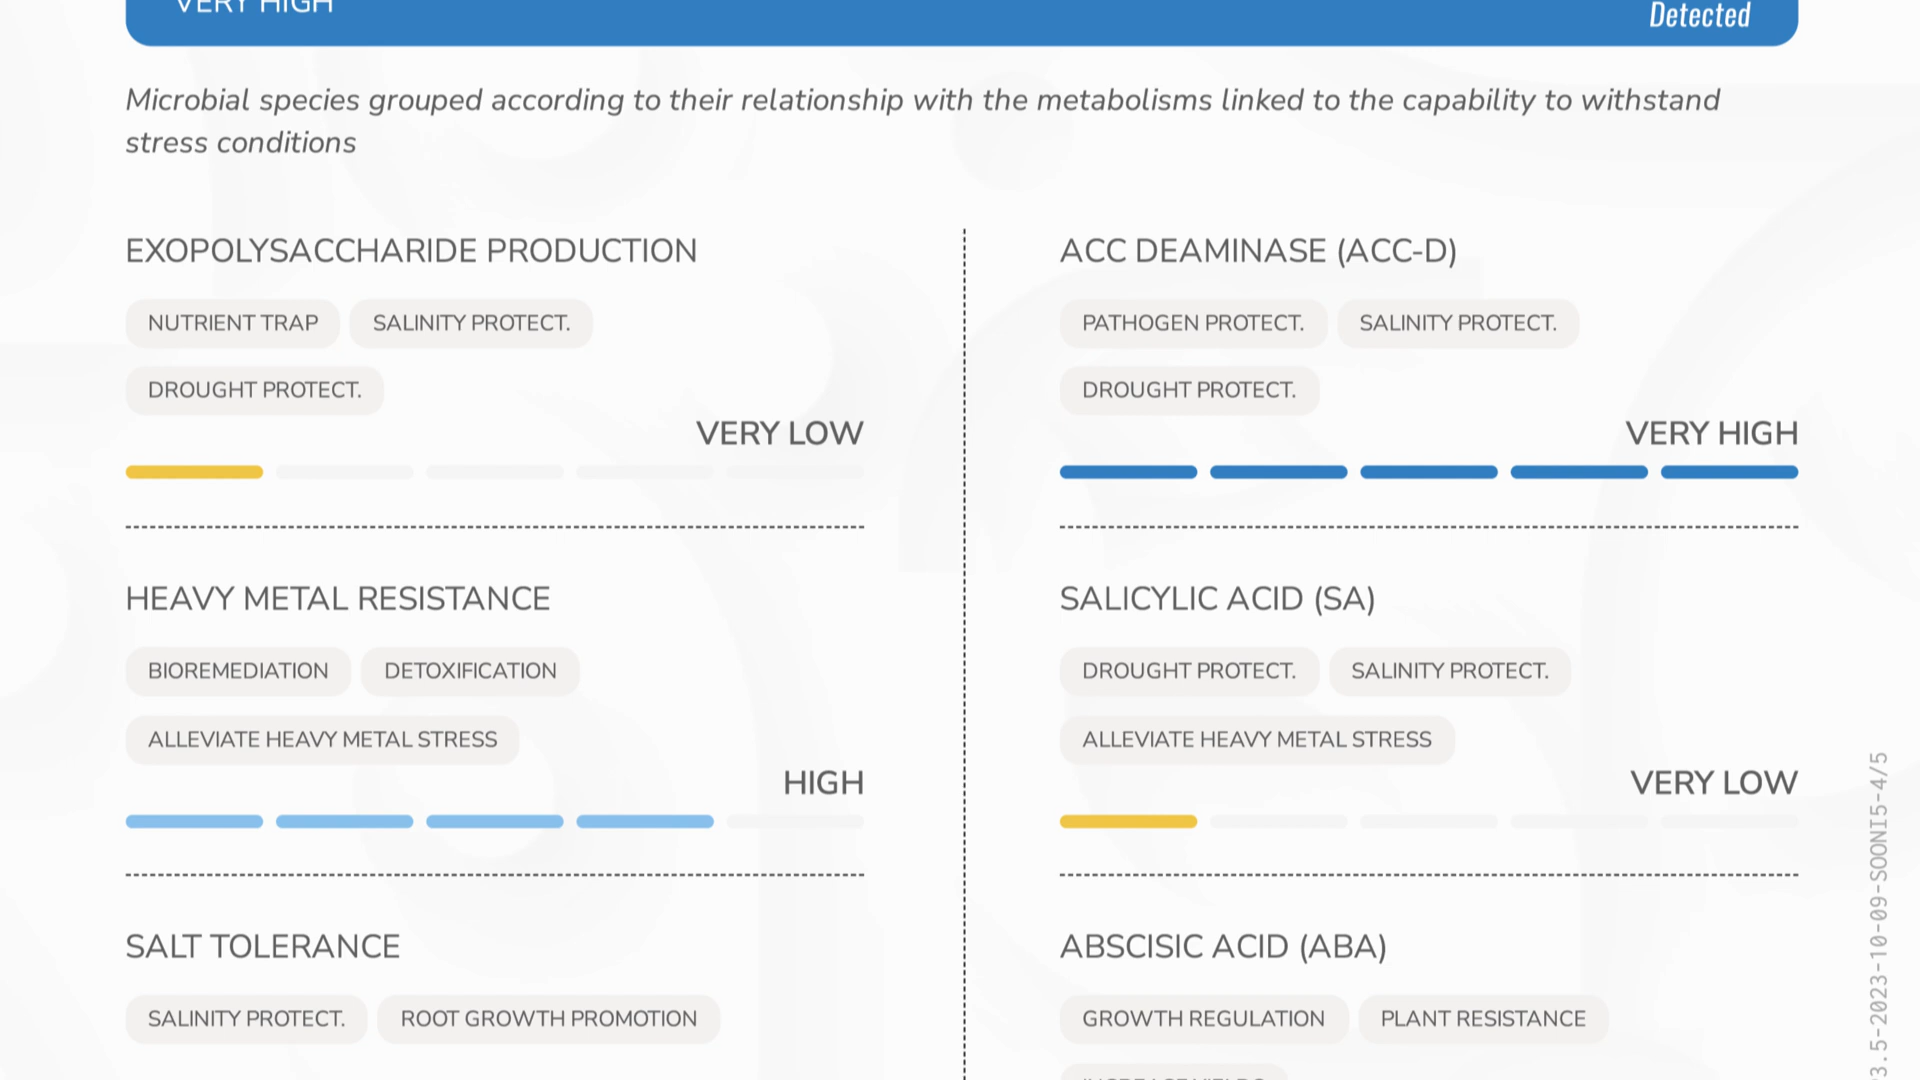 VERY HIGH
Detected
Microbial species grouped according to their relationship with the metabolisms linked to the capability to withstand
stress conditions
EXOPOLYSACCHARIDE PRODUCTION
NUTRIENT TRAP
SALINITY PROTECT.
DROUGHT PROTECT.
VERY LOW
HEAVY METAL RESISTANCE
BIOREMEDIATION
DETOXIFICATION
ALLEVIATE HEAVY METAL STRESS
HIGH
SALT TOLERANCE
SALINITY PROTECT.
ROOT GROWTH PROMOTION
ACC DEAMINASE (ACC-D)
PATHOGEN PROTECT.
SALINITY PROTECT.
DROUGHT PROTECT.
VERY HIGH
SALICYLIC ACID (SA)
DROUGHT PROTECT.
SALINITY PROTECT.
ALLEVIATE HEAVY METAL STRESS
VERY LOW
ABSCISIC ACID (ABA)
GROWTH REGULATION
PLANT RESISTANCE
3.5-2023-10-09-SOONI5-4/5